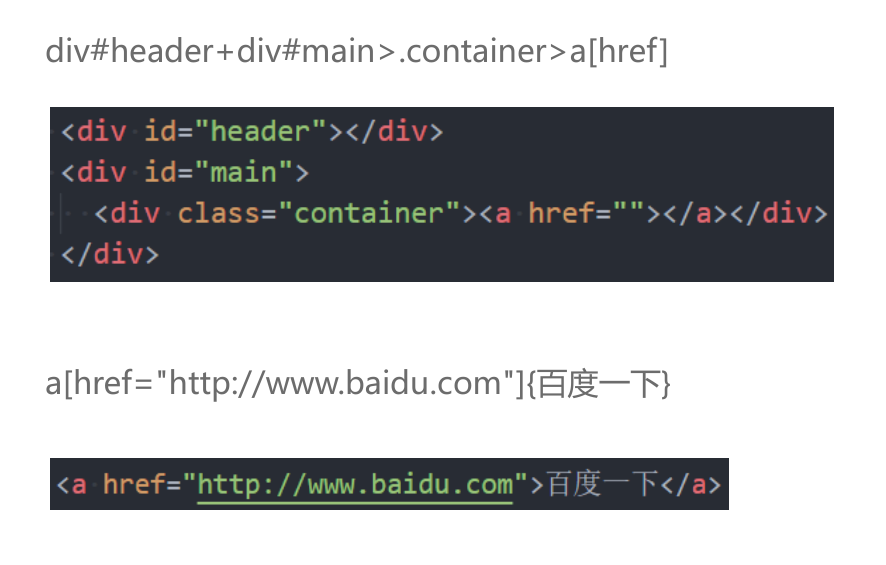 div#header+div#main>.container>a[href]
<div id="header"></div>
<div id="main">
<div class="container"><a href=""></a></div>
</div>
a[href="http://www.baidu.com"]{百度一下}
<a href="http://www.baidu.com">百度一下</a>